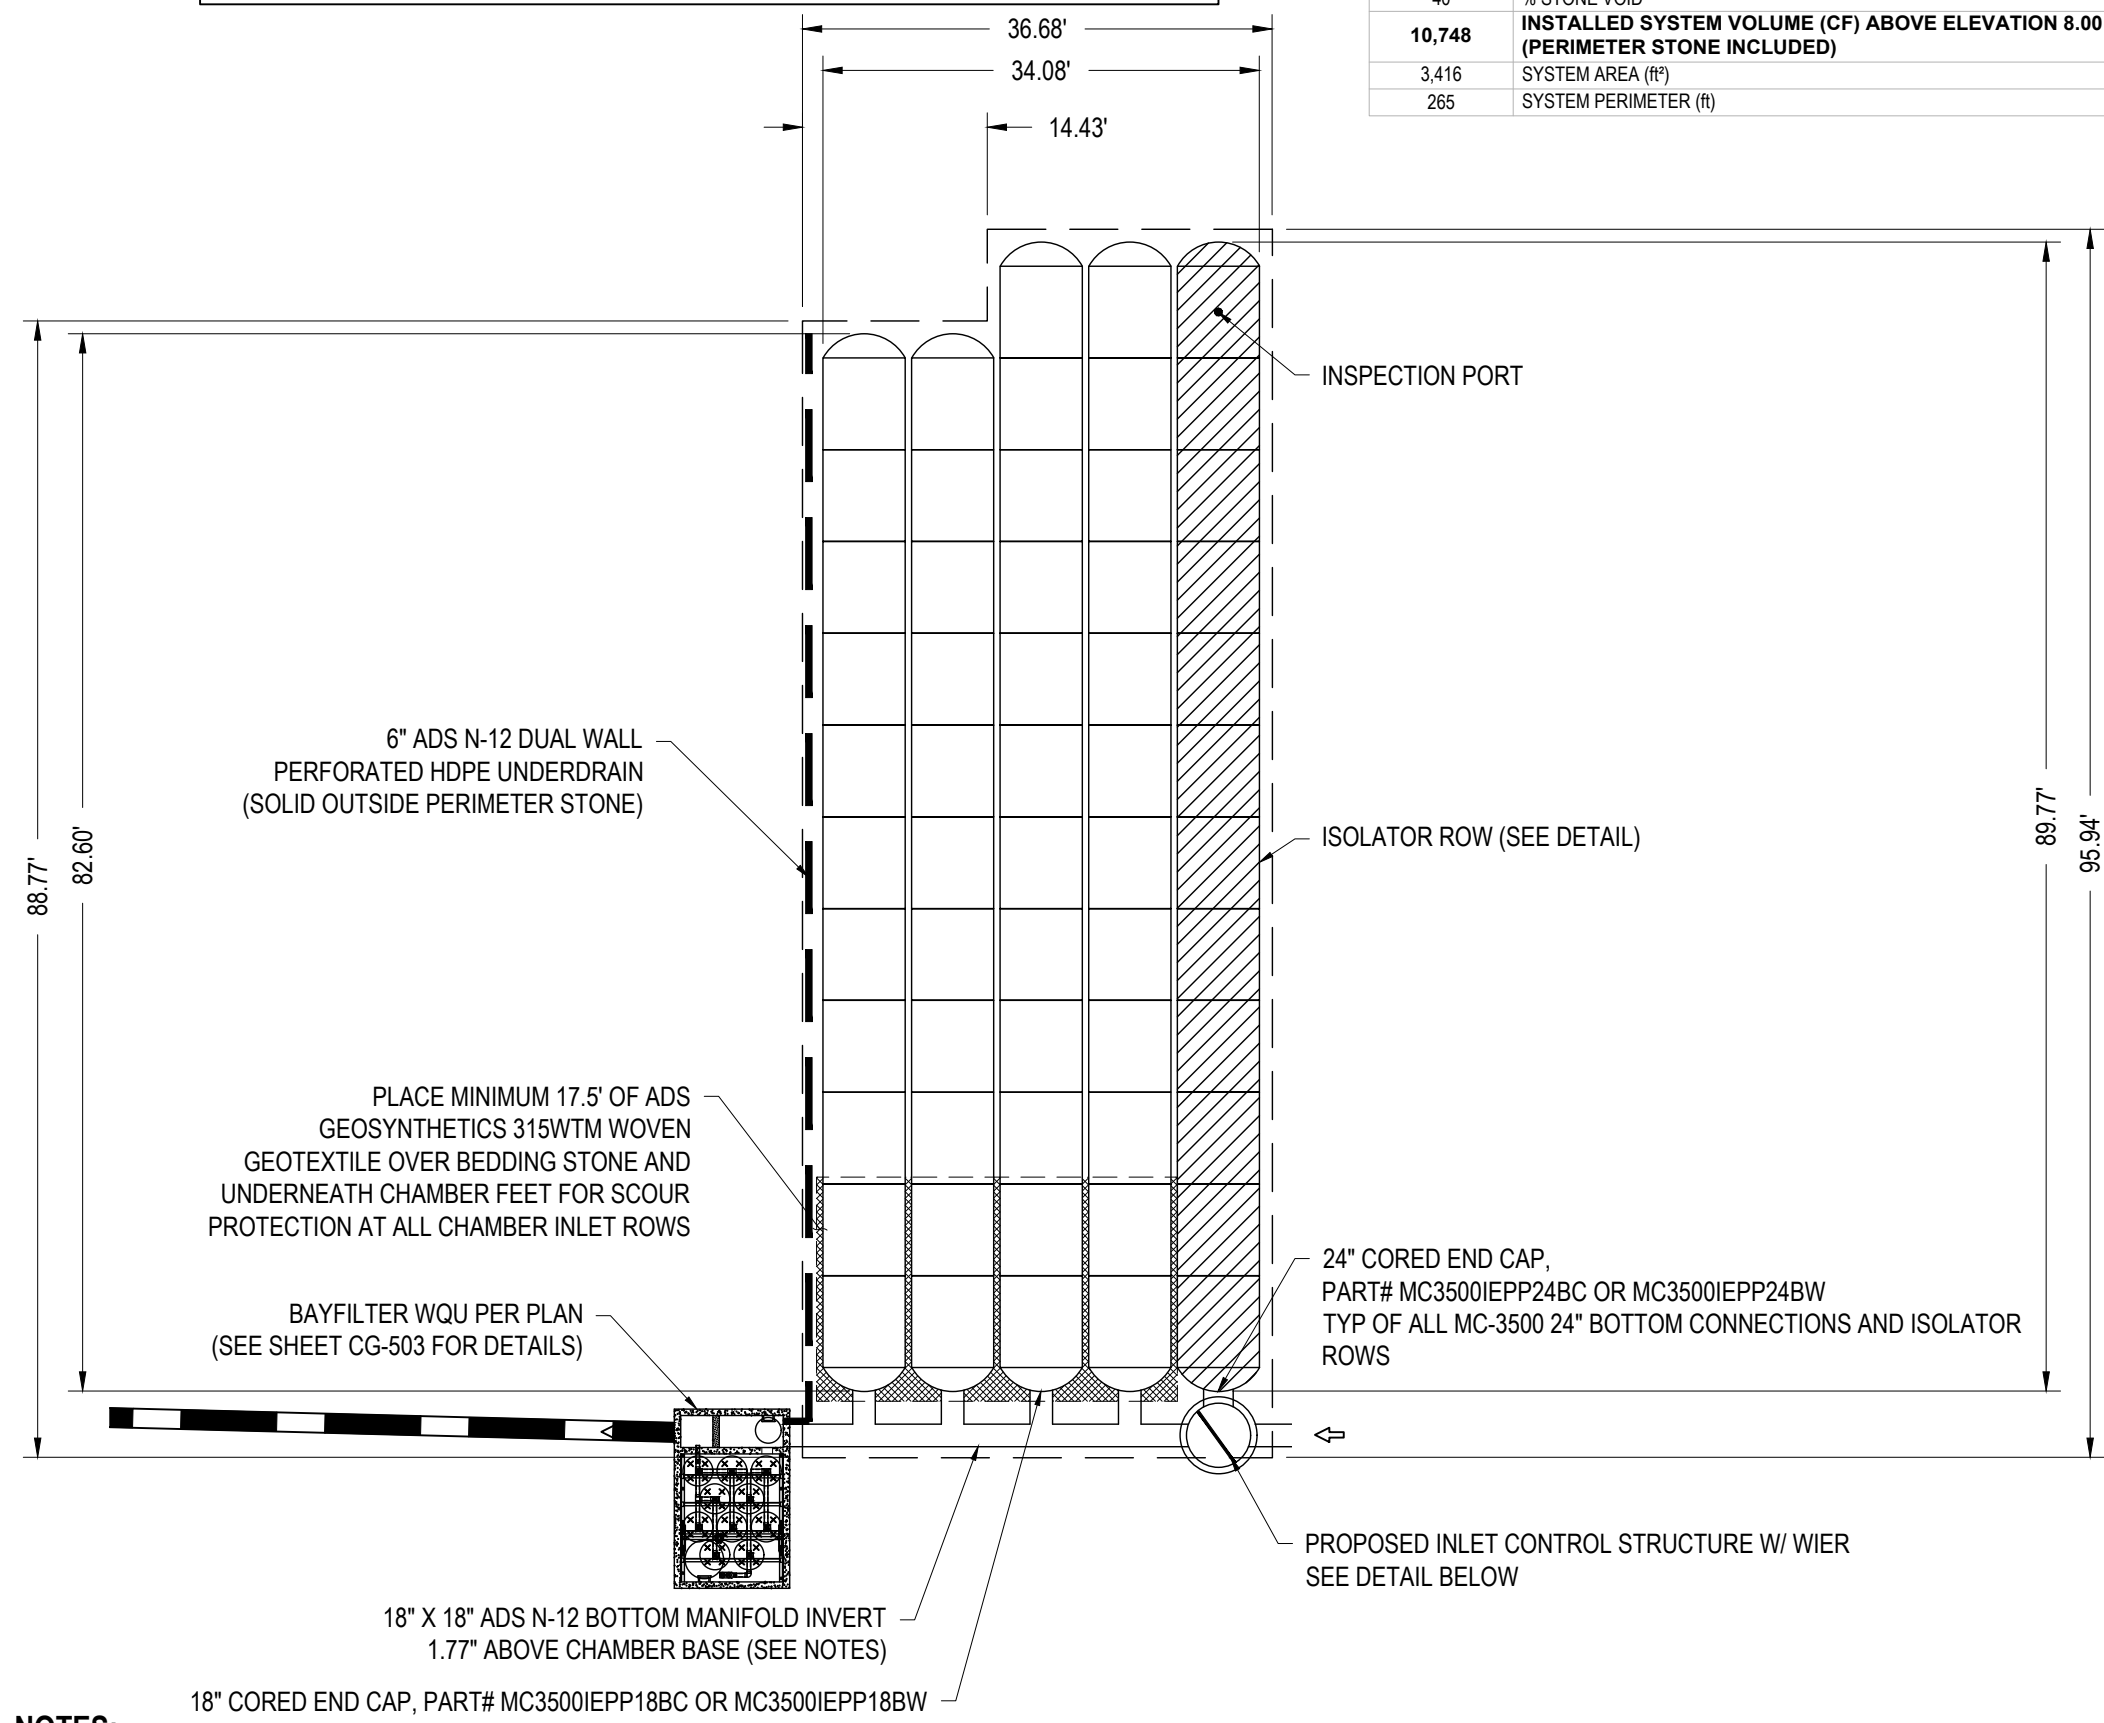 40 % STONE VOID
10,748 INSTALLED SYSTEM VOLUME (CF) ABOVE ELEVATION 8.00
(PERIMETER STONE INCLUDED)
3,416 SYSTEM AREA (ft²)
265 SYSTEM PERIMETER (ft)
36.68'
34.08'
14.43'
INSPECTION PORT
6" ADS N-12 DUAL WALL
PERFORATED HDPE UNDERDRAIN
(SOLID OUTSIDE PERIMETER STONE)
88.77'
82.60'
ISOLATOR ROW (SEE DETAIL)
89.77'
95.94'
PLACE MINIMUM 17.5' OF ADS
GEOSYNTHETICS 315WTM WOVEN
GEOTEXTILE OVER BEDDING STONE AND
UNDERNEATH CHAMBER FEET FOR SCOUR
PROTECTION AT ALL CHAMBER INLET ROWS
BAYFILTER WQU PER PLAN
(SEE SHEET CG-503 FOR DETAILS)
24" CORED END CAP,
PART# MC3500IEPP24BC OR MC3500IEPP24BW
TYP OF ALL MC-3500 24" BOTTOM CONNECTIONS AND ISOLATOR
ROWS
PROPOSED INLET CONTROL STRUCTURE W/ WIER
SEE DETAIL BELOW
18" X 18" ADS N-12 BOTTOM MANIFOLD INVERT
1.77" ABOVE CHAMBER BASE (SEE NOTES)
18" CORED END CAP, PART# MC3500IEPP18BC OR MC3500IEPP18BW
NOTES: